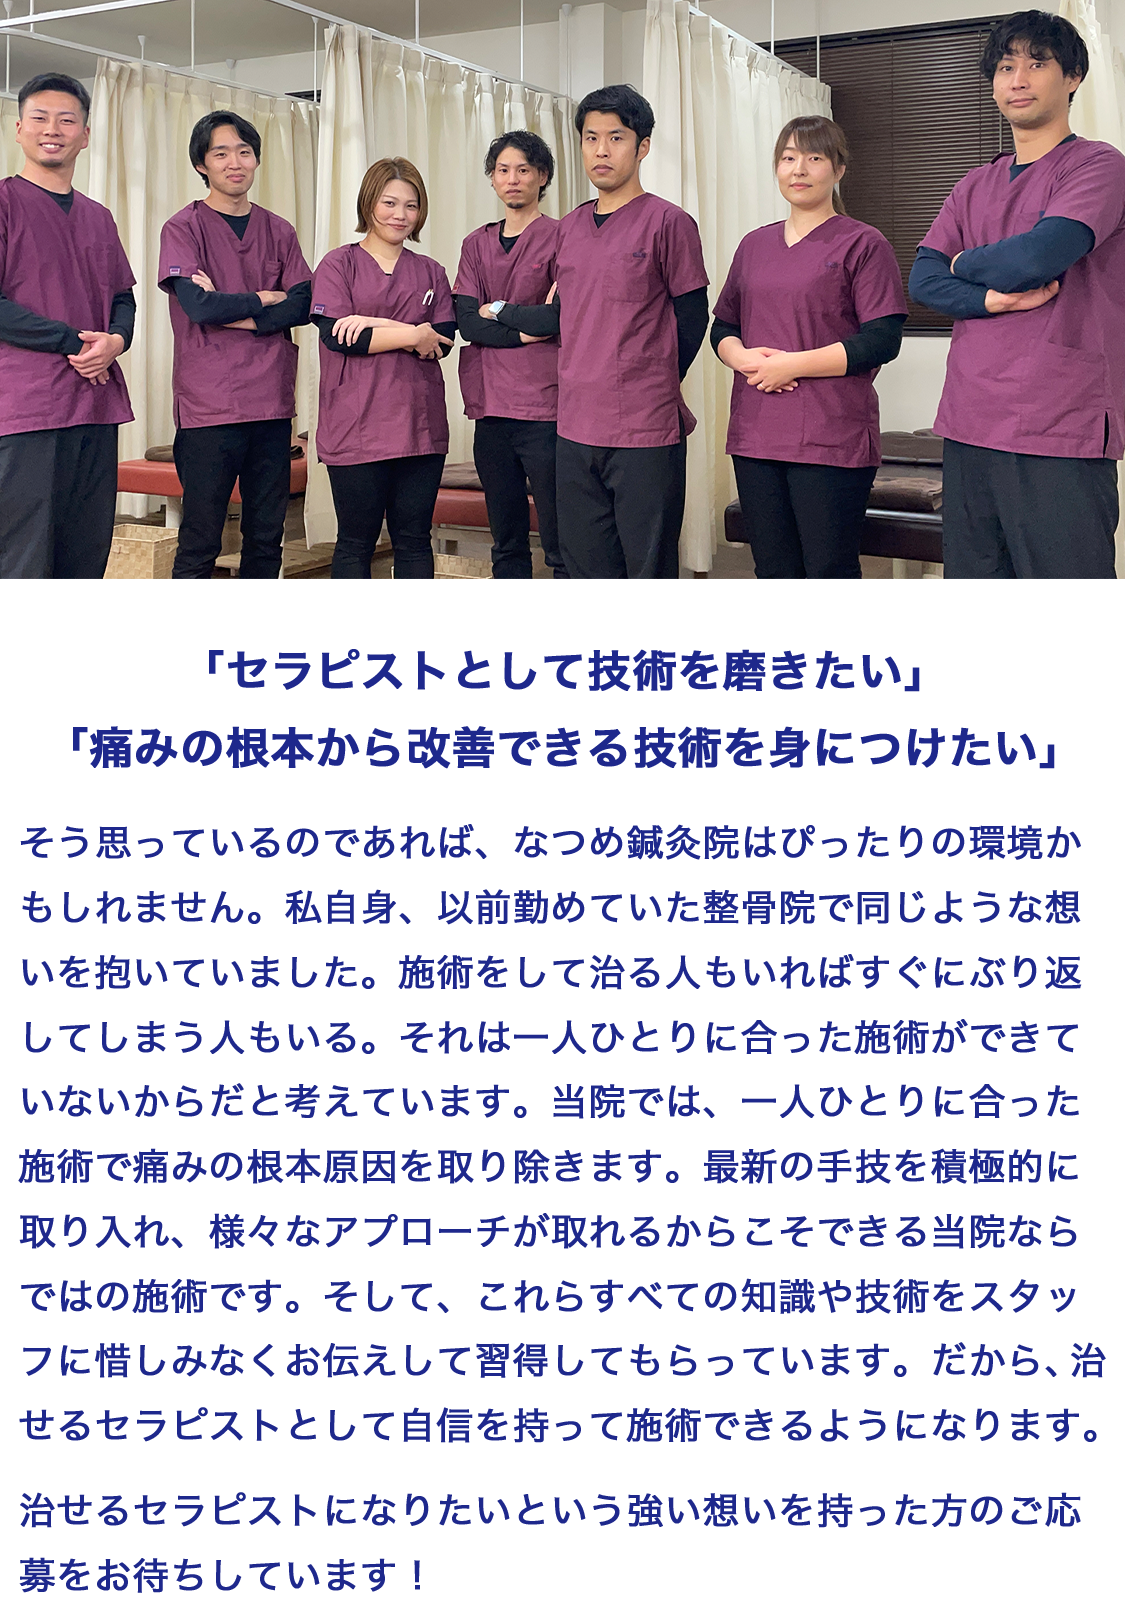 「セラピストとして技術を磨きたい」
「痛みの根本から改善できる技術を身につけたい」
そう思っているのであれば、なつめ鍼灸院はぴったりの環境か
もしれません。私自身、以前勤めていた整骨院で同じような想
いを抱いていました。施術をして治る人もいればすぐにぶり返
してしまう人もいる。それは一人ひとりに合った施術ができて
いないからだと考えています。当院では、一人ひとりに合った
施術で痛みの根本原因を取り除きます。最新の手技を積極的に
取り入れ、様々なアプローチが取れるからこそできる当院なら
ではの施術です。そして、これらすべての知識や技術をスタッ
フに惜しみなくお伝えして習得してもらっています。だから、治
せるセラピストとして自信を持って施術できるようになります。
治せるセラピストになりたいという強い想いを持った方のご応
募をお待ちしています！